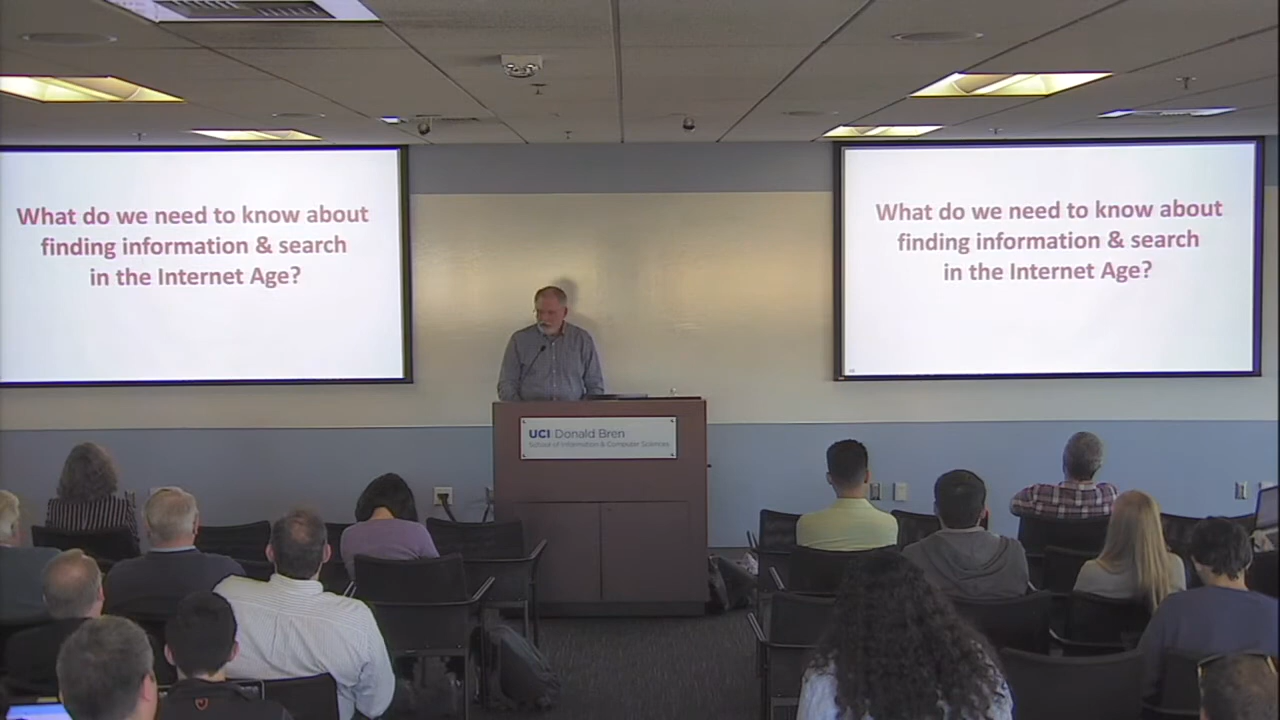 What do we need to know about
finding information & search
in the Internet Age?
What do we need to know about
finding information & search
in the Internet Age?
UCI Donald Bren
School of Information & Computer Sciences